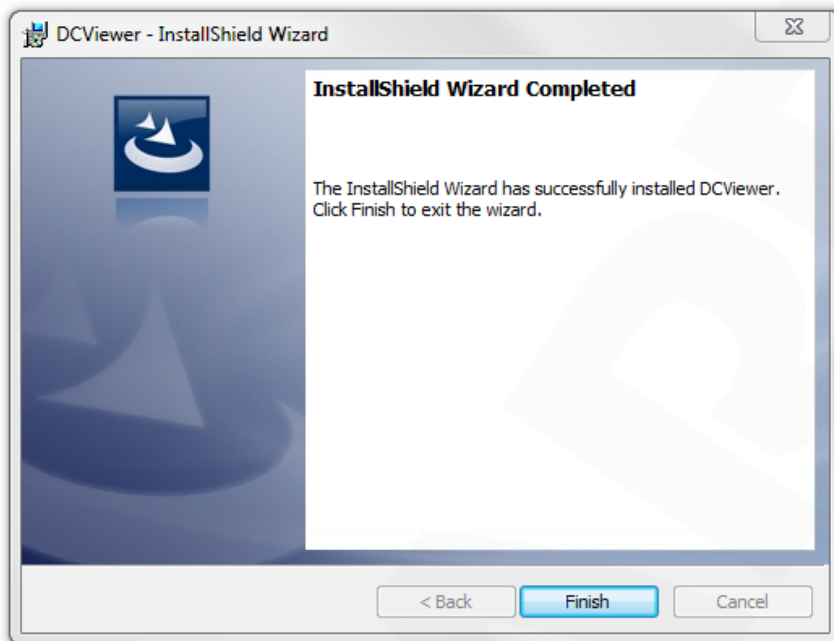 DCViewer - InstallShield Wizard
InstallShield Wizard Completed
The InstallShield Wizard has successfully installed DCViewer.
Click Finish to exit the wizard.
< Back
Finish
Cancel